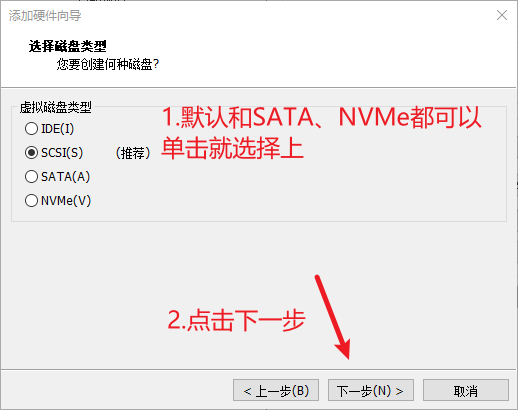 添加硬件向导
选择磁盘类型
您要创建何种磁盘?
虚拟磁盘类型
IDE(I)
SCSI(S) （推荐）
SATA(A)
NVMe(V)
1.默认和SATA、NVMe都可以
单击就选择上
2.点击下一步
< 上一步(B)
下一步(N) >
取消